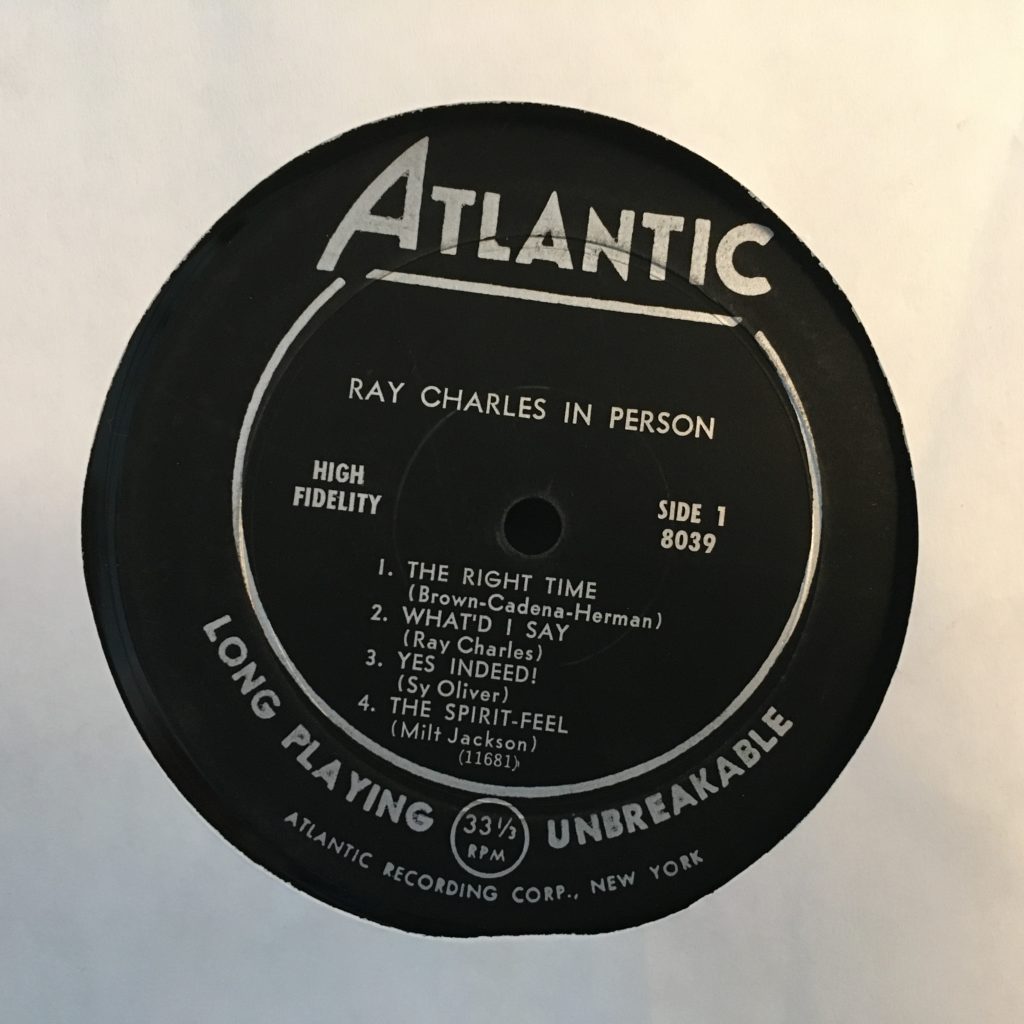 ATLANTIC
RAY CHARLES IN PERSON
HIGH
FIDELITY
SIDE 1
8039
1. THE RIGHT TIME
(Brown-Cadena-Herman)
2. WHAT'D I SAY
(Ray Charles)
3. YES INDEED!
(Sy Oliver)
4. THE SPIRIT-FEEL
(Milt Jackson)
(11681)
LONG PLAYING 33 1/3 RPM UNBREAKABLE
ATLANTIC RECORDING CORP., NEW YORK